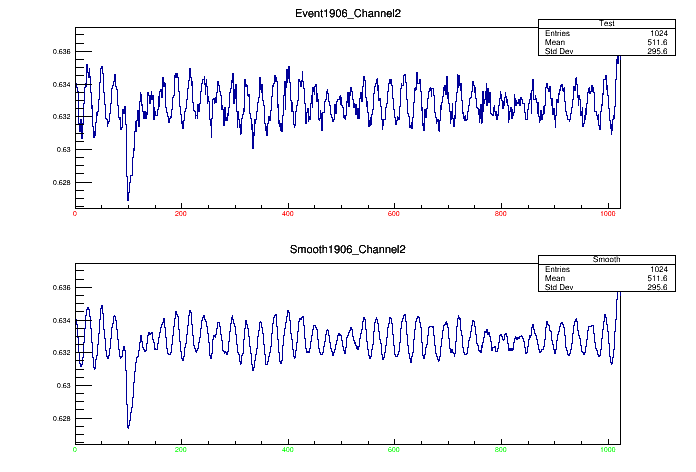 Event1906_Channel2
Test
Entries 1024
Mean 511.6
Std Dev 295.6
0.636
0.634
0.632
0.63
0.628
0 200 400 600 800 1000
Smooth1906_Channel2
Smooth
Entries 1024
Mean 511.6
Std Dev 295.6
0.636
0.634
0.632
0.63
0.628
0 200 400 600 800 1000